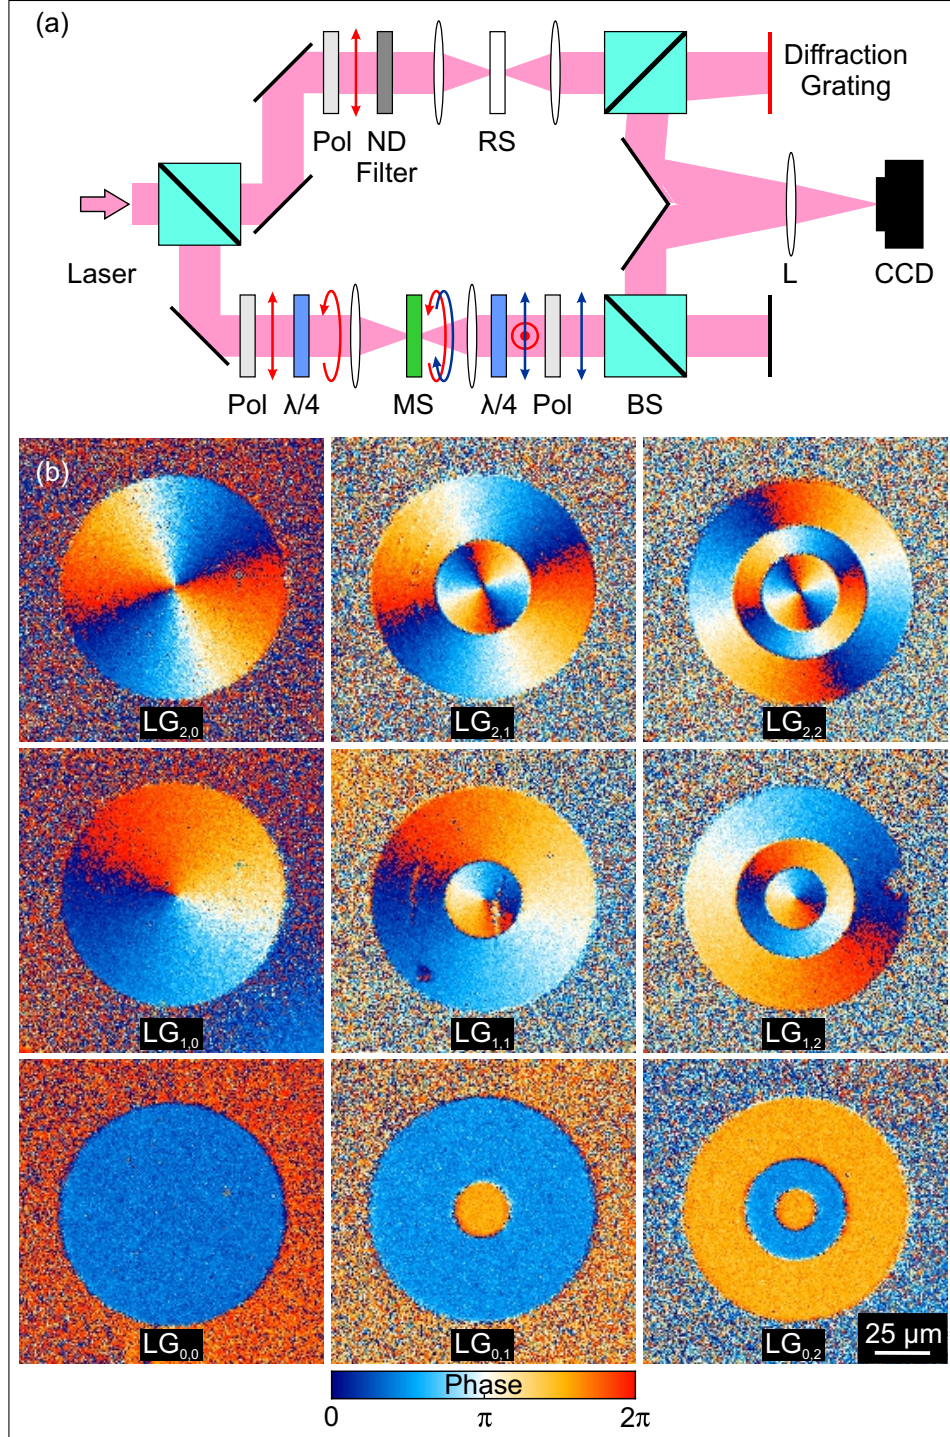 (a)
Diffraction
Grating
Pol
ND
Filter
RS
Laser
L
CCD
Pol
λ/4
MS
λ/4
Pol
BS
(b)
LG2,0
LG2,1
LG2,2
LG1,0
LG1,1
LG1,2
LG0,0
LG0,1
LG0,2
25 µm
Phase
0
π
2π